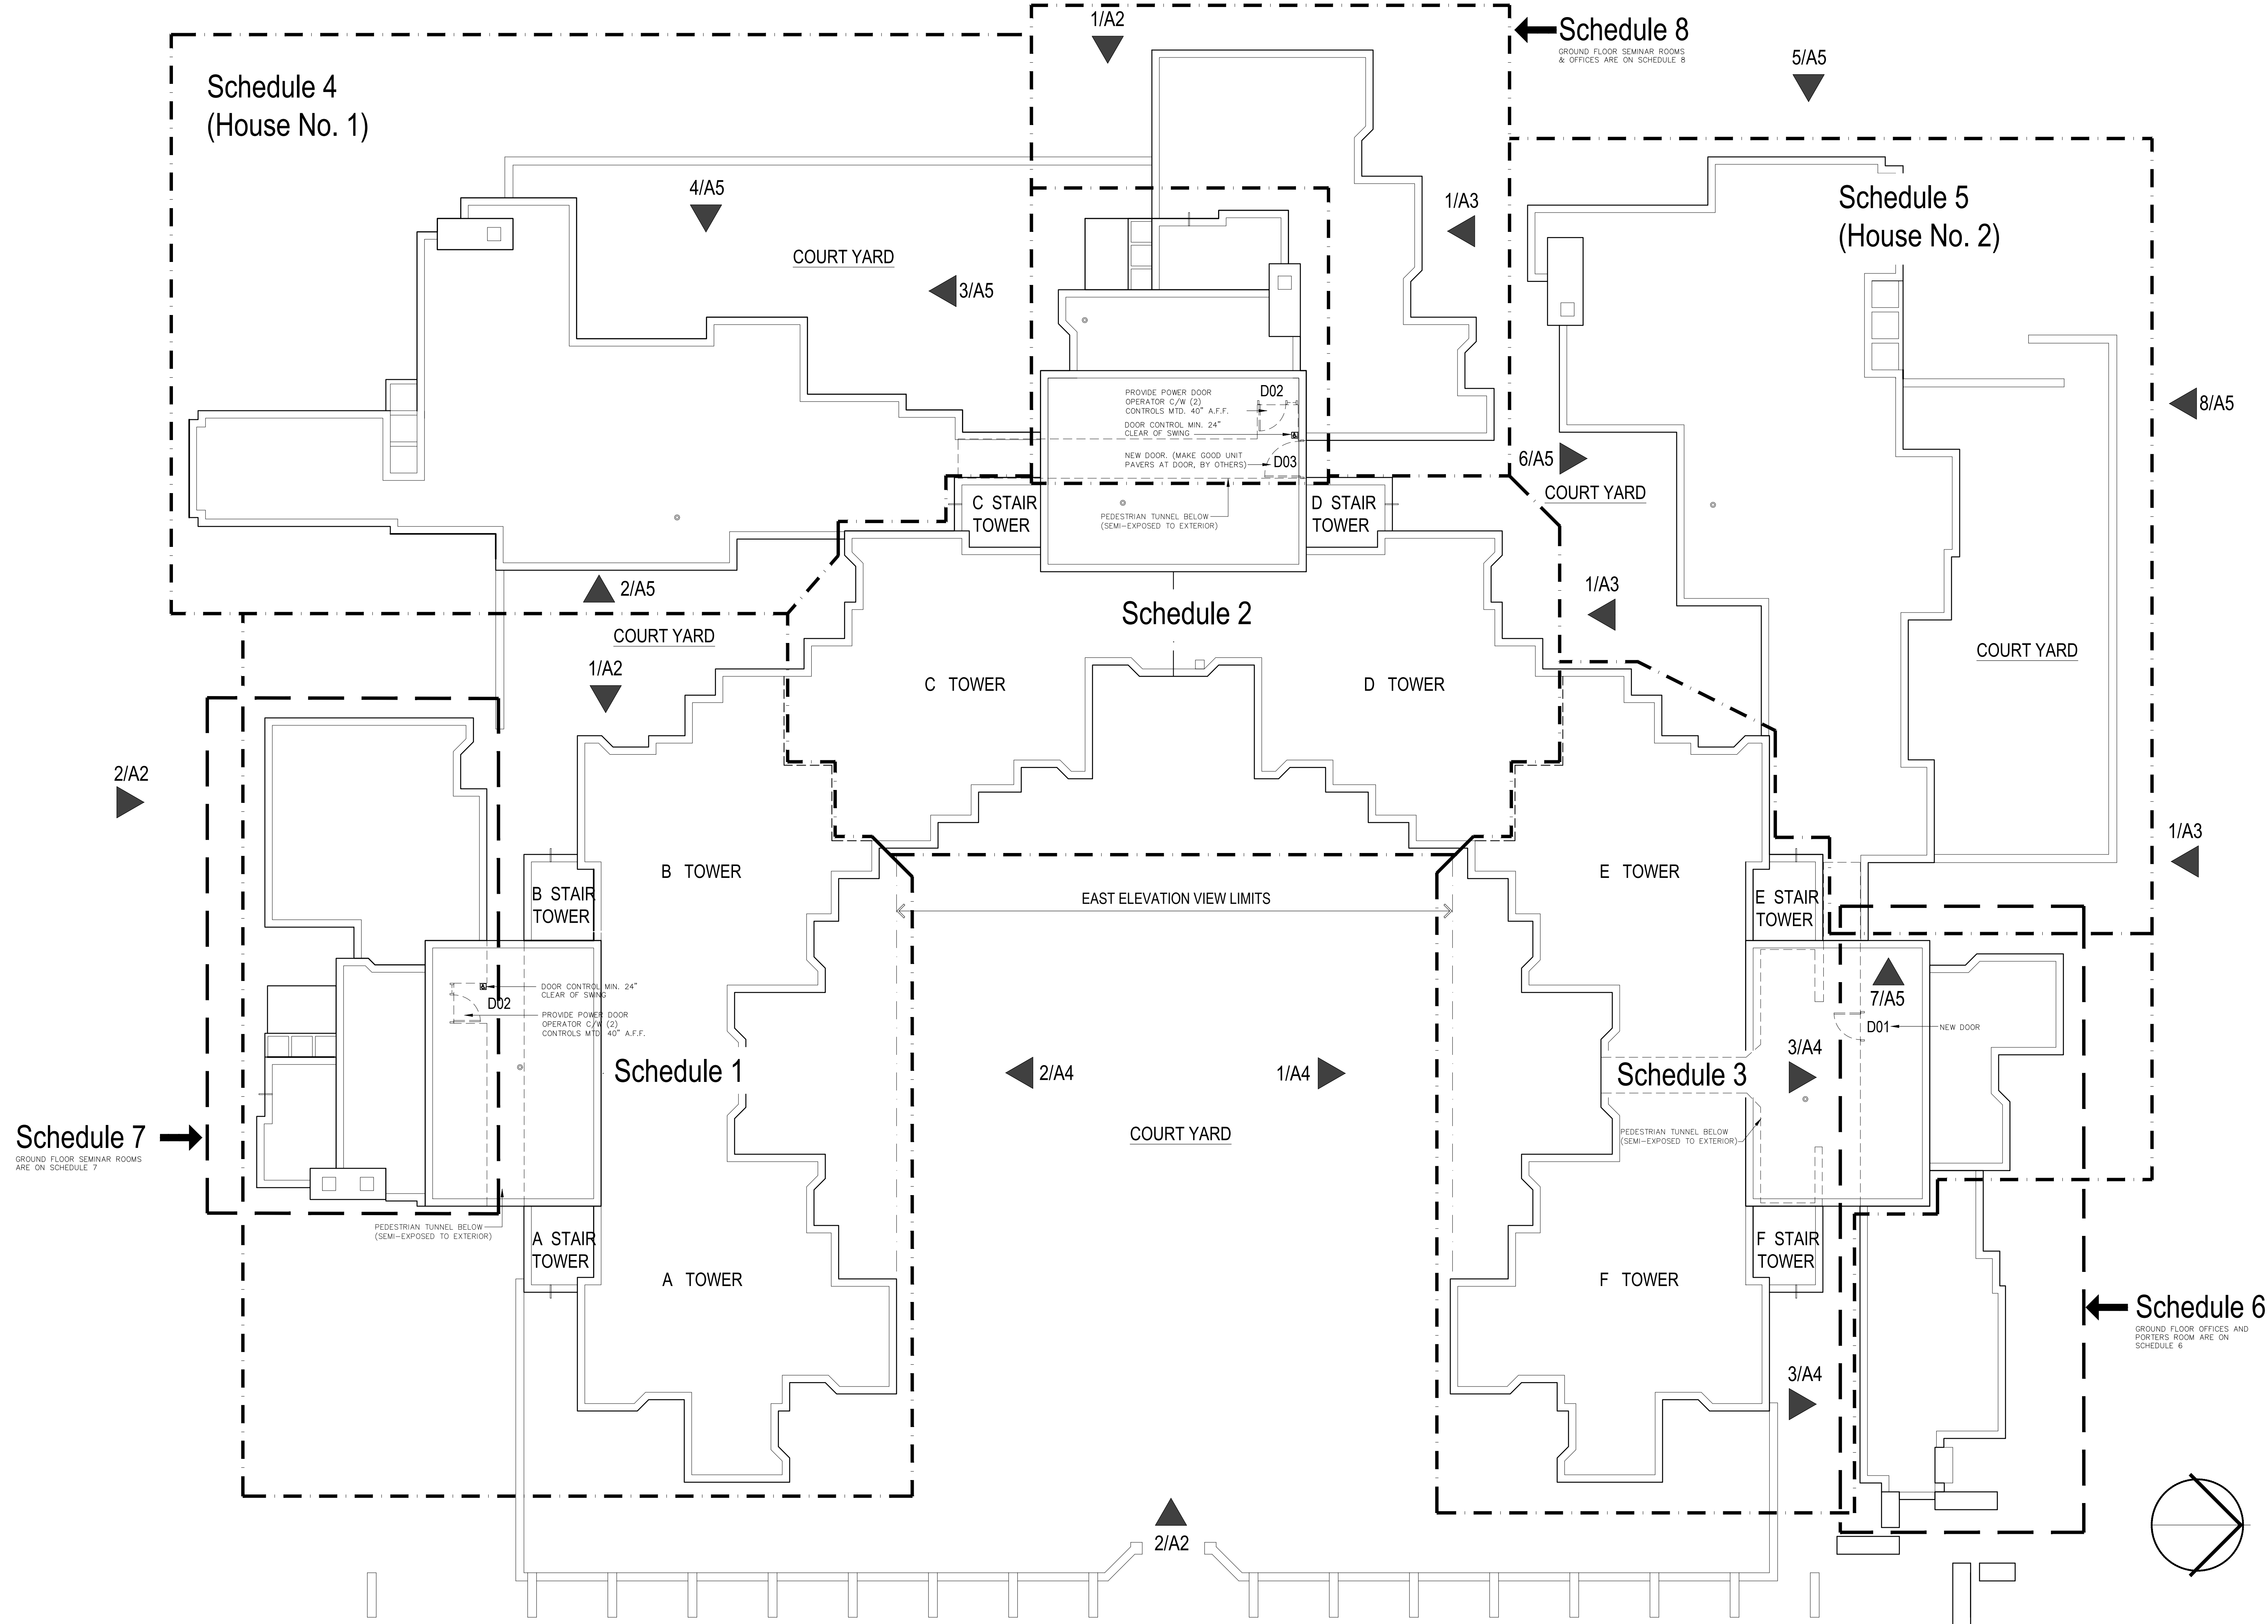 1/A2
Schedule 8
GROUND FLOOR SEMINAR ROOMS
& OFFICES ARE ON SCHEDULE 8
5/A5
Schedule 4
(House No. 1)
4/A5
1/A3
Schedule 5
(House No. 2)
COURT YARD
3/A5
PROVIDE POWER DOOR
OPERATOR C/W (2)
CONTROLS MTD. 40" A.F.F.
D02
DOOR CONTROL MIN. 24"
CLEAR OF SWING
NEW DOOR. (MAKE GOOD UNIT
PAVERS AT DOOR, BY OTHERS)
D03
8/A5
6/A5
COURT YARD
C STAIR
TOWER
PEDESTRIAN TUNNEL BELOW
(SEMI-EXPOSED TO EXTERIOR)
D STAIR
TOWER
2/A5
1/A3
Schedule 2
COURT YARD
COURT YARD
1/A2
C TOWER
D TOWER
2/A2
1/A3
B TOWER
E TOWER
B STAIR
TOWER
EAST ELEVATION VIEW LIMITS
E STAIR
TOWER
DOOR CONTROL MIN. 24"
CLEAR OF SWING
D02
PROVIDE POWER DOOR
OPERATOR C/W (2)
CONTROLS MTD. 40" A.F.F.
7/A5
D01
NEW DOOR
Schedule 1
2/A4
1/A4
Schedule 3
3/A4
Schedule 7
GROUND FLOOR SEMINAR ROOMS
ARE ON SCHEDULE 7
COURT YARD
PEDESTRIAN TUNNEL BELOW
(SEMI-EXPOSED TO EXTERIOR)
PEDESTRIAN TUNNEL BELOW
(SEMI-EXPOSED TO EXTERIOR)
A STAIR
TOWER
F STAIR
TOWER
A TOWER
F TOWER
Schedule 6
GROUND FLOOR OFFICES AND
PORTERS ROOM ARE ON
SCHEDULE 6
3/A4
2/A2